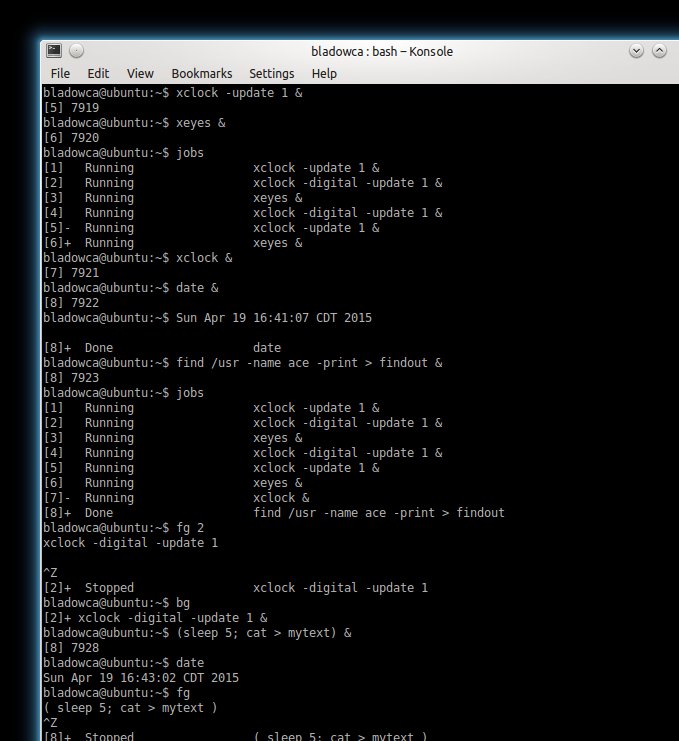 bladowca : bash – Konsole
File Edit View Bookmarks Settings Help
bladowca@ubuntu:~$ xclock -update 1 &
[5] 7919
bladowca@ubuntu:~$ xeyes &
[6] 7920
bladowca@ubuntu:~$ jobs
[1]   Running                 xclock -update 1 &
[2]   Running                 xclock -digital -update 1 &
[3]   Running                 xeyes &
[4]   Running                 xclock -digital -update 1 &
[5]-  Running                 xclock -update 1 &
[6]+  Running                 xeyes &
bladowca@ubuntu:~$ xclock &
[7] 7921
bladowca@ubuntu:~$ date &
[8] 7922
bladowca@ubuntu:~$ Sun Apr 19 16:41:07 CDT 2015
[8]+  Done                    date
bladowca@ubuntu:~$ find /usr -name ace -print > findout &
[8] 7923
bladowca@ubuntu:~$ jobs
[1]   Running                 xclock -update 1 &
[2]   Running                 xclock -digital -update 1 &
[3]   Running                 xeyes &
[4]   Running                 xclock -digital -update 1 &
[5]   Running                 xclock -update 1 &
[6]   Running                 xeyes &
[7]-  Running                 xclock &
[8]+  Done                    find /usr -name ace -print > findout
bladowca@ubuntu:~$ fg 2
xclock -digital -update 1
^Z
[2]+  Stopped                 xclock -digital -update 1
bladowca@ubuntu:~$ bg
[2]+ xclock -digital -update 1 &
bladowca@ubuntu:~$ (sleep 5; cat > mytext) &
[8] 7928
bladowca@ubuntu:~$ date
Sun Apr 19 16:43:02 CDT 2015
bladowca@ubuntu:~$ fg
( sleep 5; cat > mytext )
^Z
[8]+  Stopped                 ( sleep 5; cat > mytext )